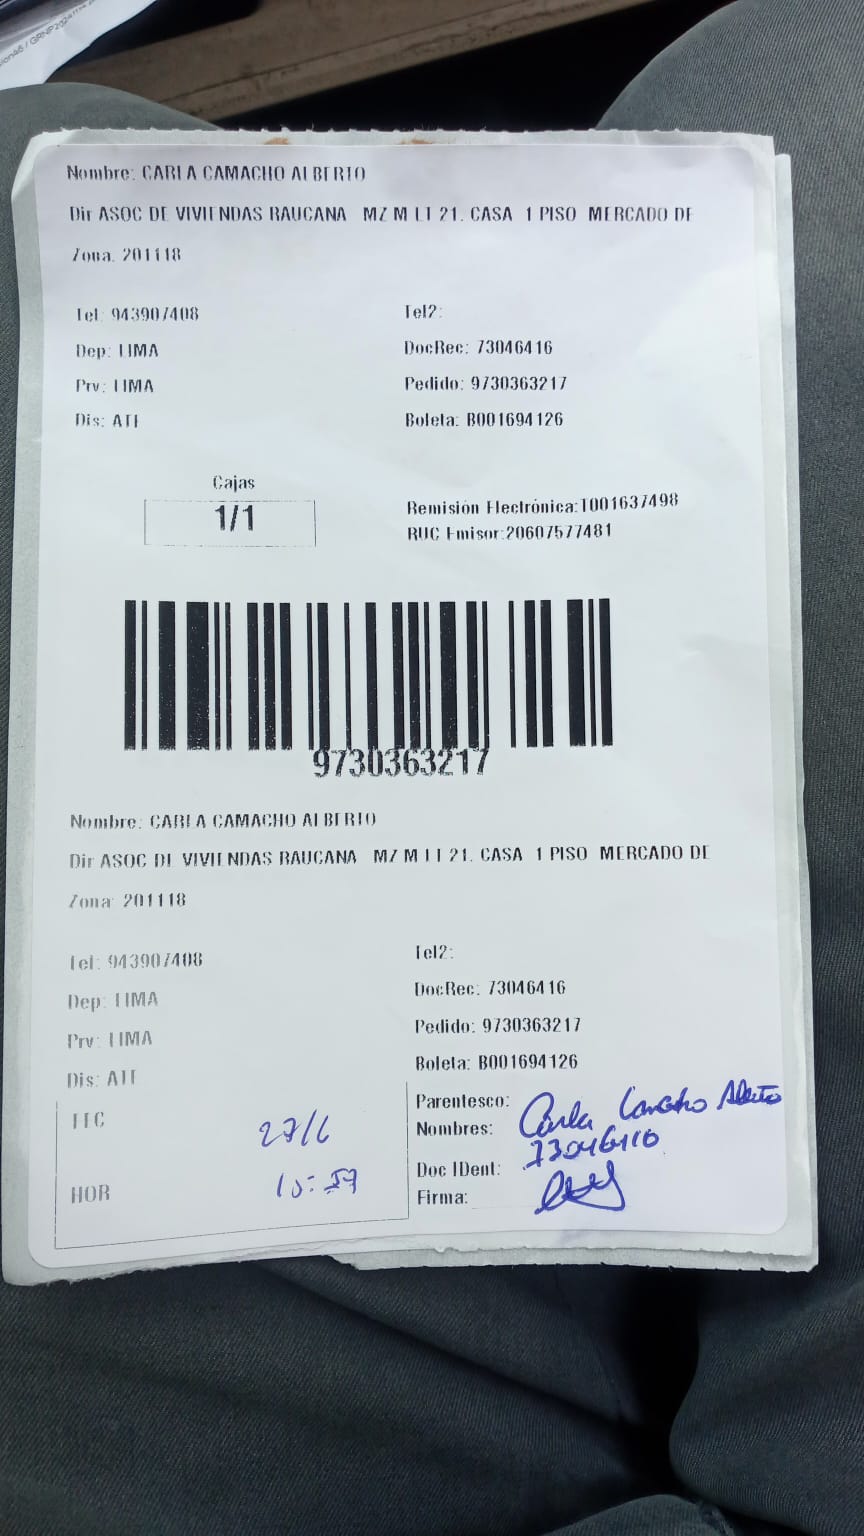 Nombre: CARLA CAMACHO ALBERTO
Dir ASOC DE VIVIENDAS RAUCANA MZ M LT 21. CASA 1 PISO MERCADO DE
Zona: 201118
Tel: 943907408
Tel2:
Dep: LIMA
DocRec: 73046416
Prv: LIMA
Pedido: 9730363217
Dis: ATE
Boleta: B001694126
Cajas
1/1
Remisión Electrónica:T001637498
RUC Emisor:20607577481
9730363217
Nombre: CARLA CAMACHO ALBERTO
Dir ASOC DE VIVIENDAS RAUCANA MZ M LT 21. CASA 1 PISO MERCADO DE
Zona: 201118
Tel: 943907408
Tel2:
Dep: LIMA
DocRec: 73046416
Prv: LIMA
Pedido: 9730363217
Dis: ATE
Boleta: B001694126
FEC 27/6
HOR 10:57
Parentesco:
Nombres: Carla Camacho Alberto
Doc IDent: 73046416
Firma: